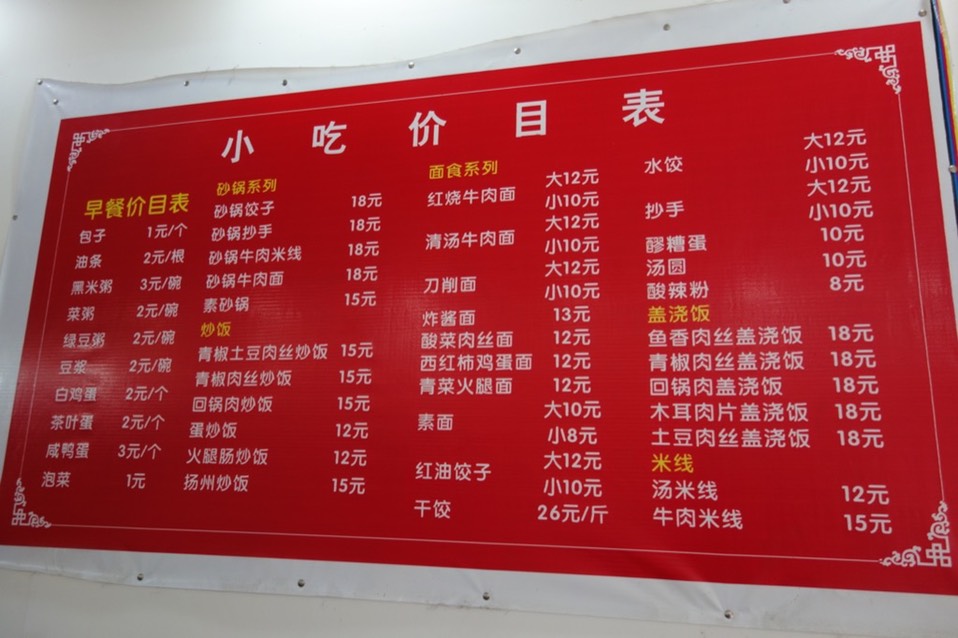 小吃价目表
早餐价目表
包子 1元/个
油条 2元/根
黑米粥 3元/碗
菜粥 2元/碗
绿豆粥 2元/碗
豆浆 2元/碗
白鸡蛋 2元/个
茶叶蛋 2元/个
咸鸭蛋 3元/个
泡菜 1元
砂锅系列
砂锅饺子 18元
砂锅抄手 18元
砂锅牛肉米线 18元
砂锅牛肉面 18元
素砂锅 15元
炒饭
青椒土豆肉丝炒饭 15元
青椒肉丝炒饭 15元
回锅肉炒饭 15元
蛋炒饭 12元
火腿肠炒饭 12元
扬州炒饭 15元
面食系列
红烧牛肉面 大12元
小10元
清汤牛肉面 大12元
小10元
刀削面 大12元
小10元
炸酱面 13元
酸菜肉丝面 12元
西红柿鸡蛋面 12元
青菜火腿面 12元
素面 大10元
小8元
红油饺子 大12元
小10元
干饺 26元/斤
水饺 大12元
小10元
抄手 大12元
小10元
醪糟蛋 10元
汤圆 10元
酸辣粉 8元
盖浇饭
鱼香肉丝盖浇饭 18元
青椒肉丝盖浇饭 18元
回锅肉盖浇饭 18元
木耳肉片盖浇饭 18元
土豆肉丝盖浇饭 18元
米线
汤米线 12元
牛肉米线 15元